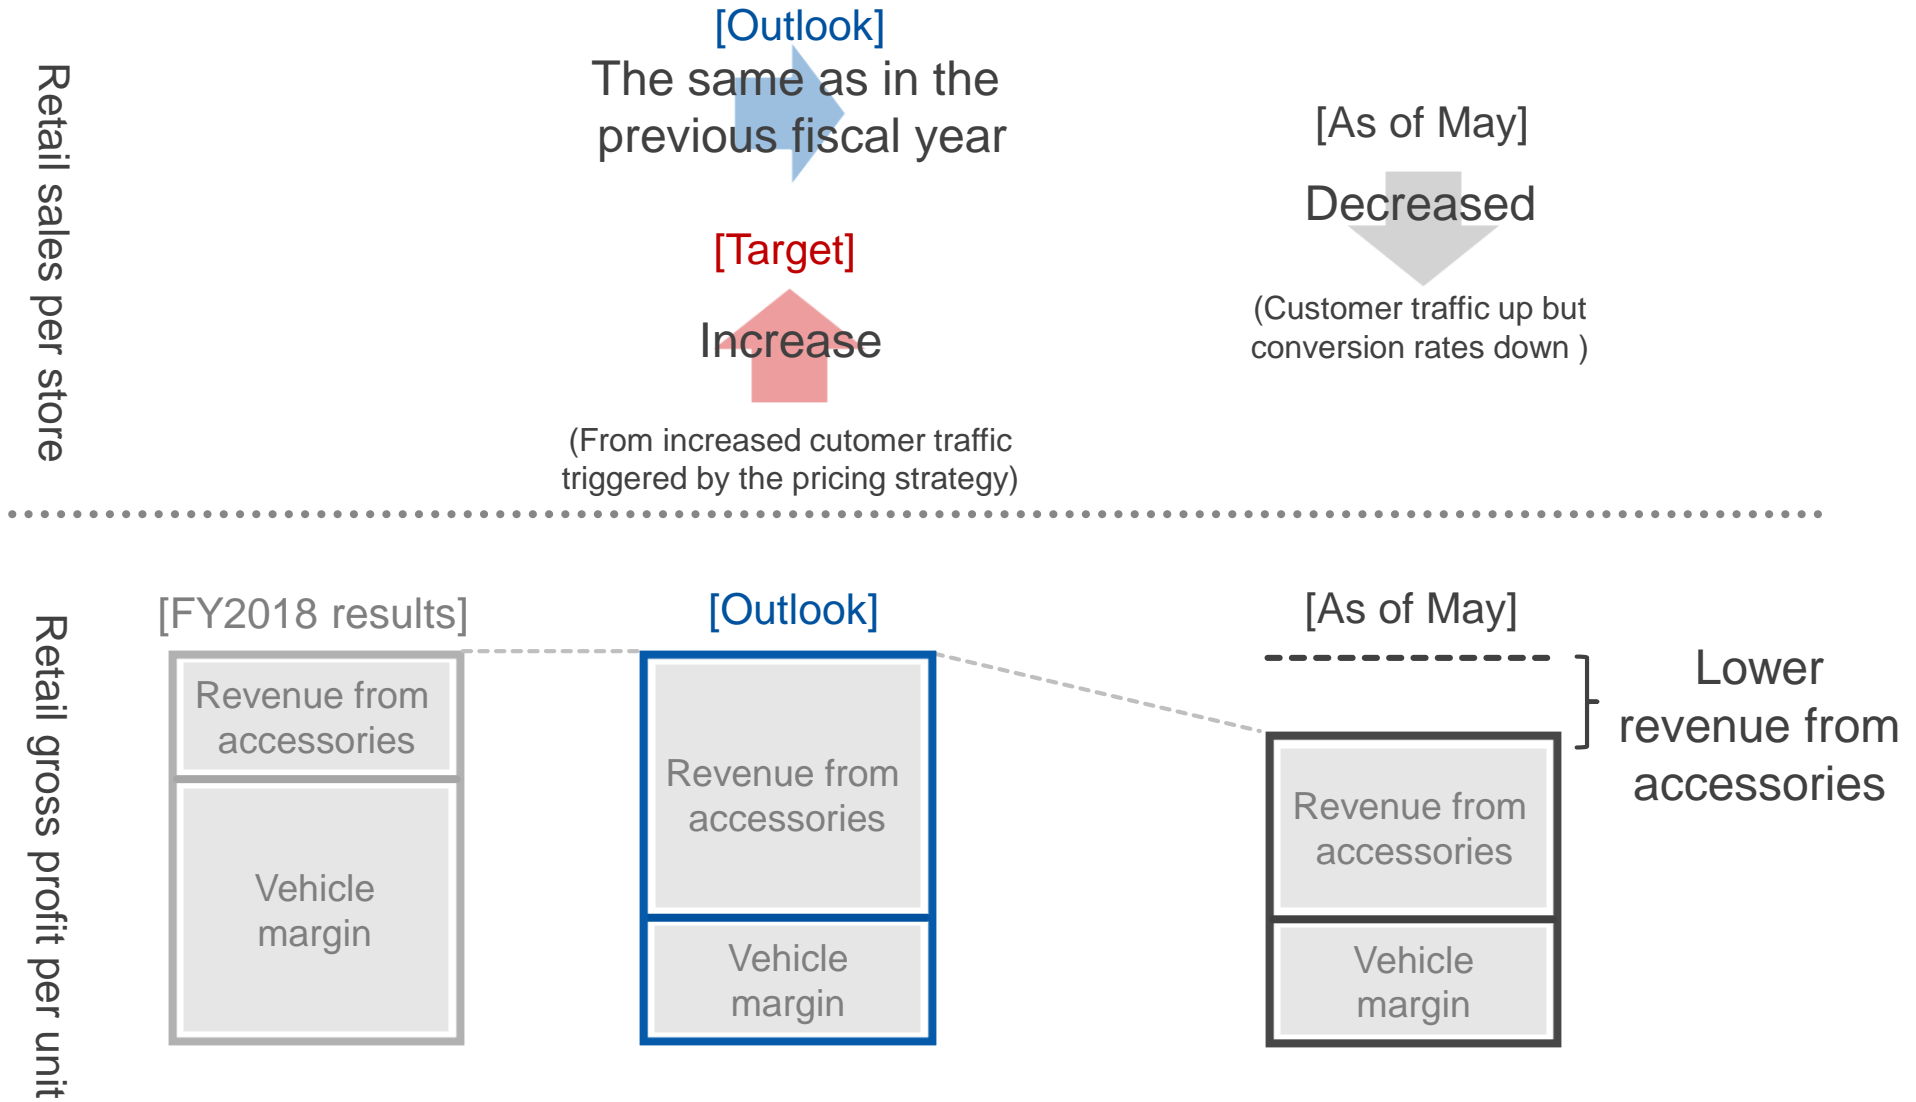 Retail sales per store
[Outlook]
The same as in the
previous fiscal year
[Target]
Increase
(From increased cutomer traffic
triggered by the pricing strategy)
[As of May]
Decreased
(Customer traffic up but
conversion rates down )
Retail gross profit per unit
[FY2018 results]
Revenue from
accessories
Vehicle
margin
[Outlook]
Revenue from
accessories
Vehicle
margin
[As of May]
Revenue from
accessories
Vehicle
margin
Lower
revenue from
accessories